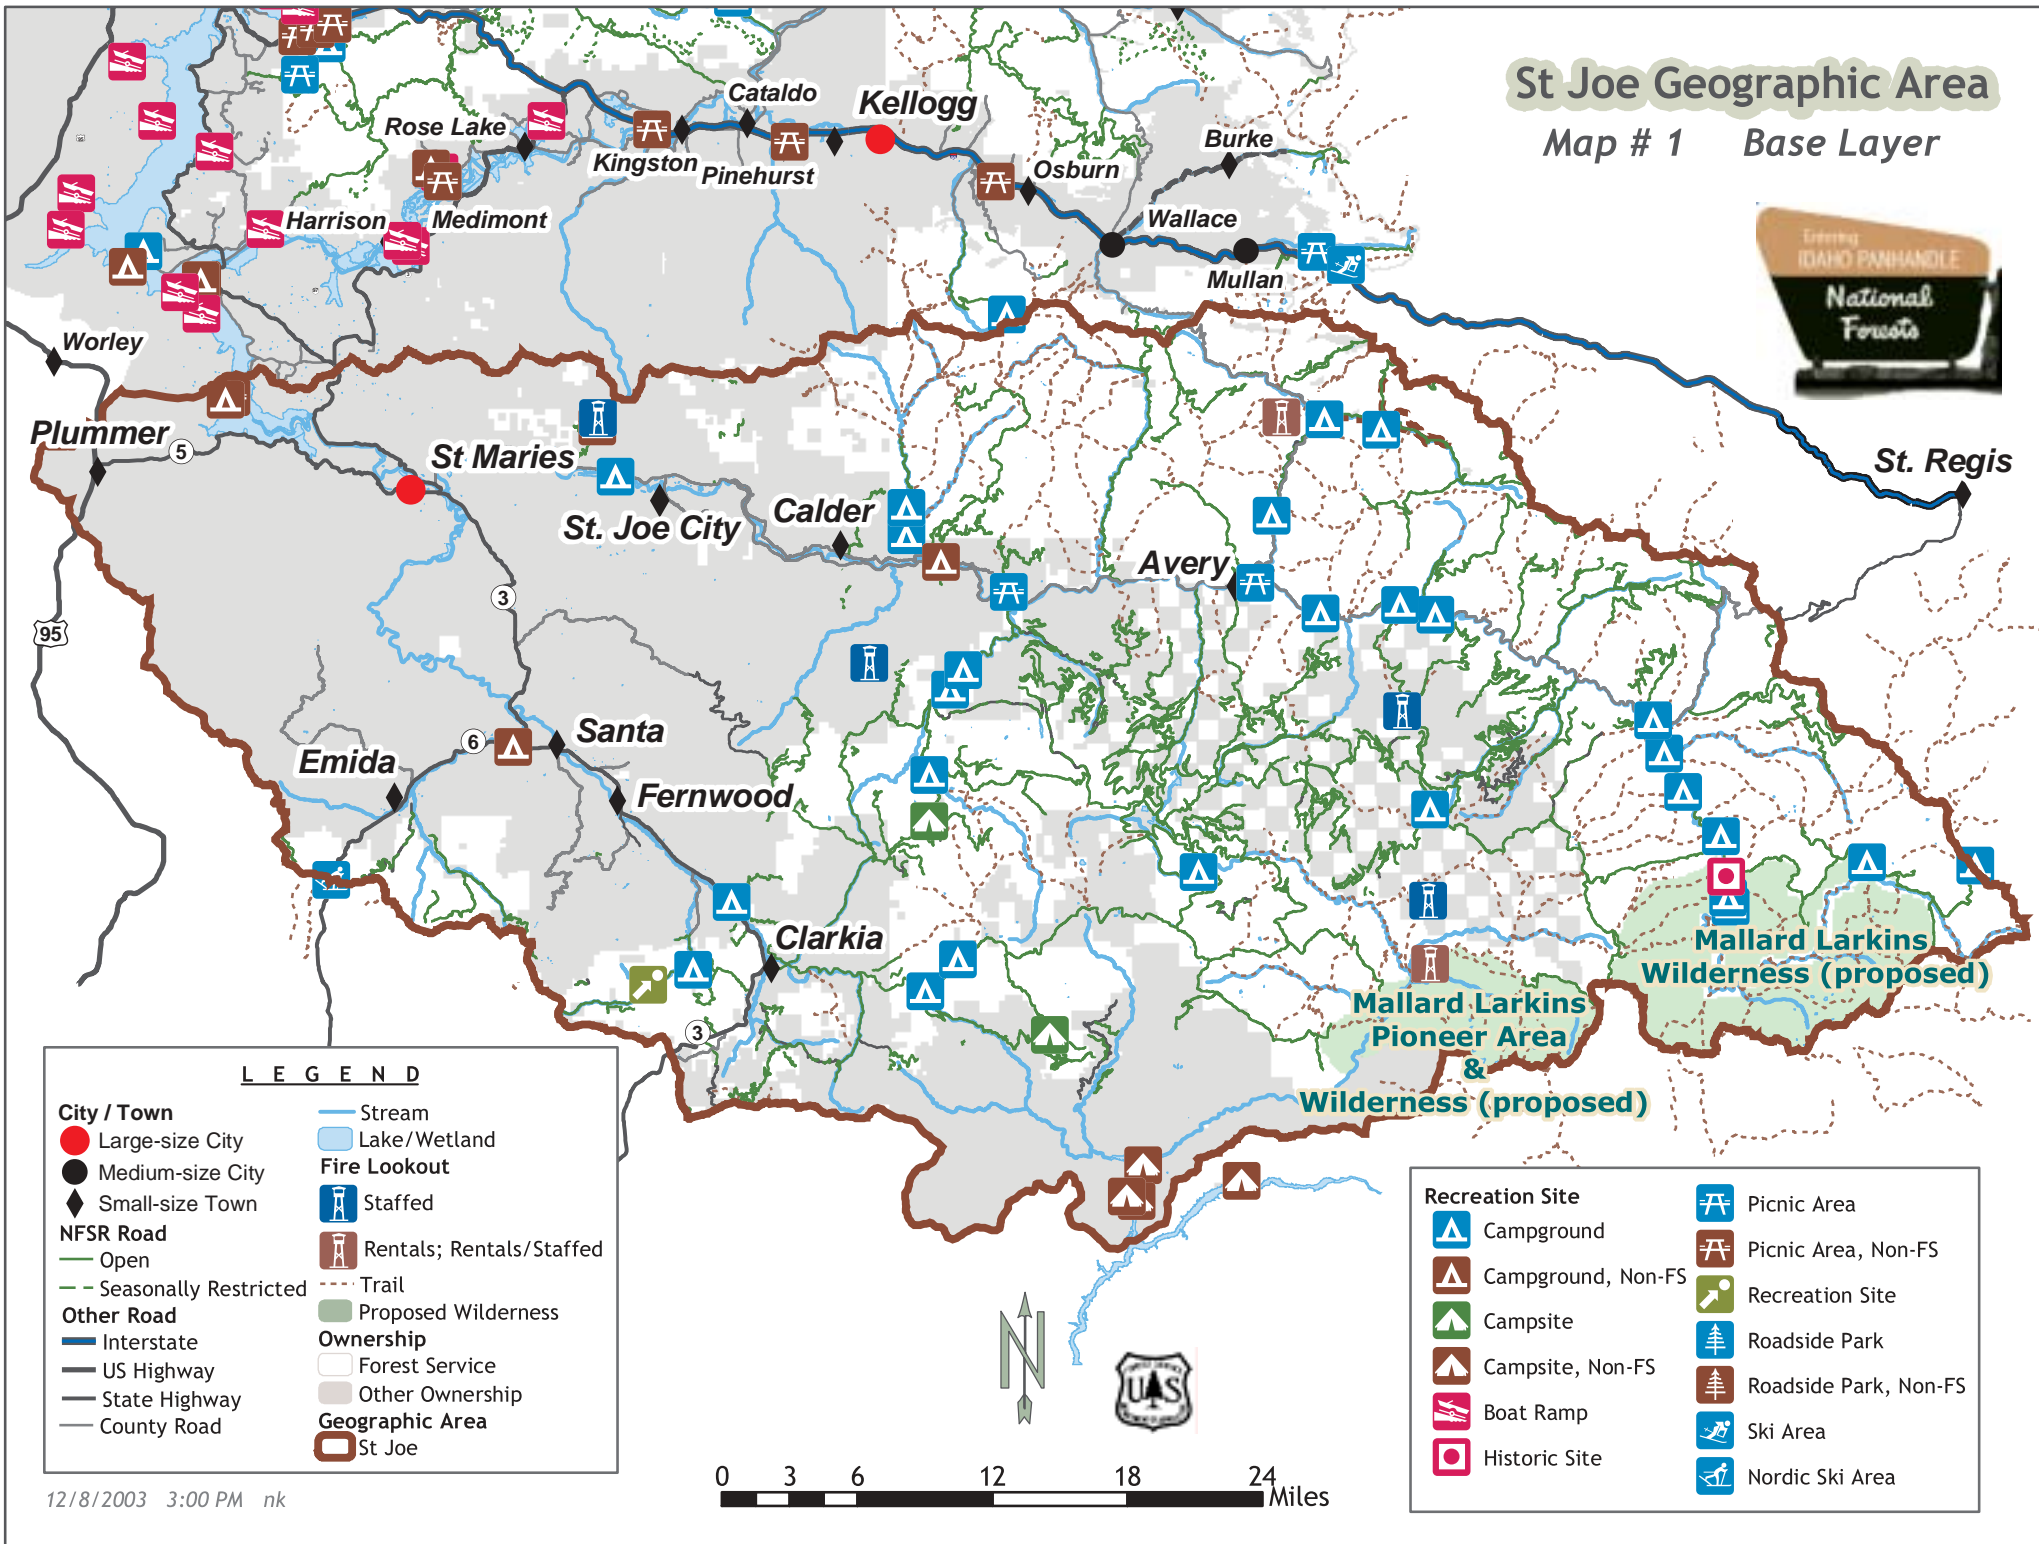 St Joe Geographic Area
Map # 1 Base Layer
Entering
IDAHO PANHANDLE
National
Forests
Cataldo
Kellogg
Rose Lake
Kingston
Pinehurst
Burke
Osburn
Harrison
Medimont
Wallace
Mullan
Worley
Plummer
5
St Maries
St. Regis
St. Joe City
Calder
Avery
3
95
Santa
6
Emida
Fernwood
Clarkia
3
Mallard Larkins
Wilderness (proposed)
Mallard Larkins
Pioneer Area
&
Wilderness (proposed)
L E G E N D
City / Town
Large-size City
Medium-size City
Small-size Town
NFSR Road
Open
Seasonally Restricted
Other Road
Interstate
US Highway
State Highway
County Road
Stream
Lake/Wetland
Fire Lookout
Staffed
Rentals; Rentals/Staffed
Trail
Proposed Wilderness
Ownership
Forest Service
Other Ownership
Geographic Area
St Joe
12/8/2003 3:00 PM nk
N
U S
0 3 6 12 18 24
Miles
Recreation Site
Campground
Campground, Non-FS
Campsite
Campsite, Non-FS
Boat Ramp
Historic Site
Picnic Area
Picnic Area, Non-FS
Recreation Site
Roadside Park
Roadside Park, Non-FS
Ski Area
Nordic Ski Area